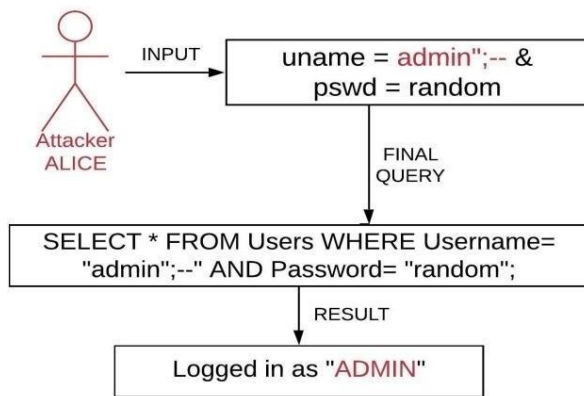 Attacker
ALICE
INPUT
uname = admin";-- &
pswd = random
FINAL
QUERY
SELECT * FROM Users WHERE Username=
"admin";--" AND Password= "random";
RESULT
Logged in as "ADMIN"